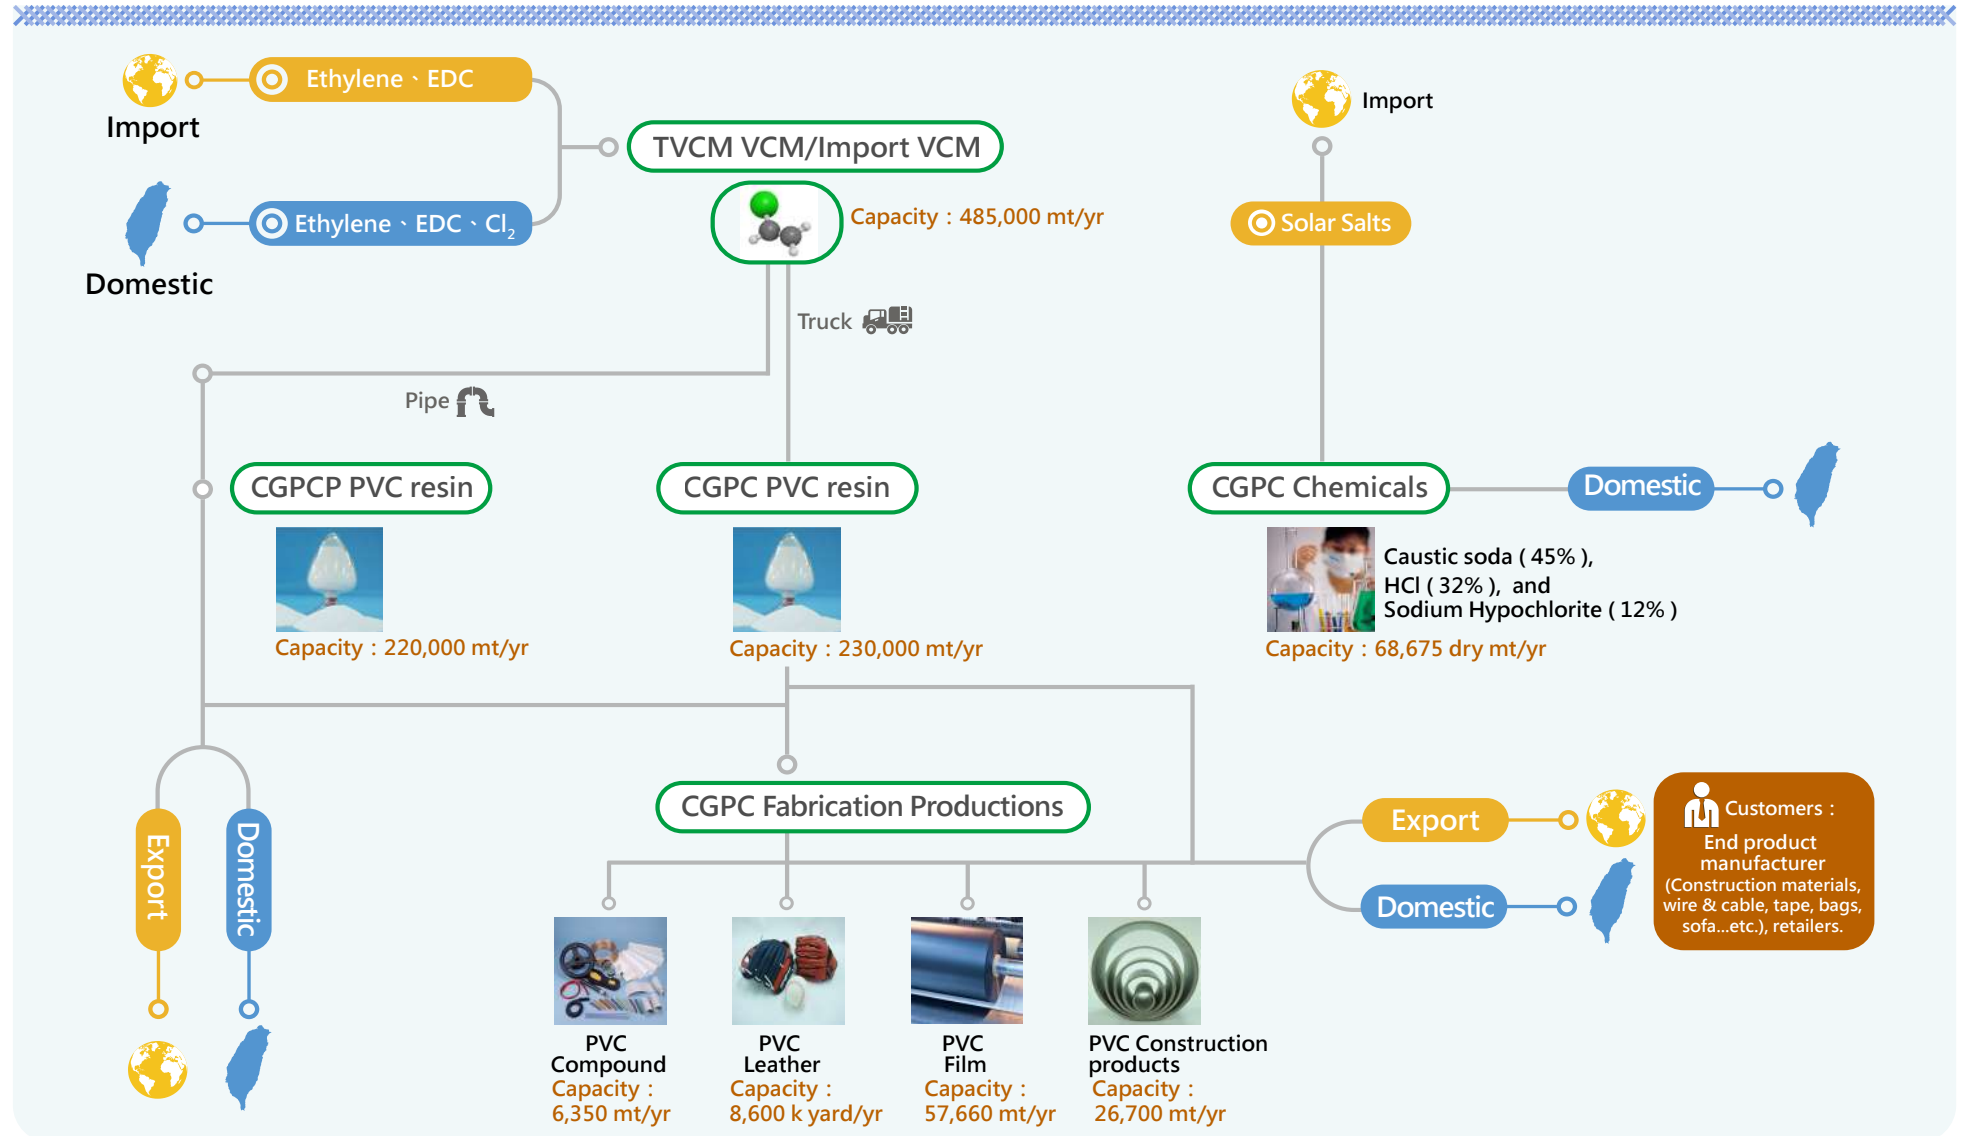 Import
Ethylene、EDC
Domestic
Ethylene、EDC、Cl₂
TVCM VCM/Import VCM
Capacity：485,000 mt/yr
Truck
Pipe
Import
Solar Salts
CGPCP PVC resin
Capacity：220,000 mt/yr
CGPC PVC resin
Capacity：230,000 mt/yr
CGPC Chemicals
Domestic
Caustic soda ( 45% ),
HCl ( 32% ), and
Sodium Hypochlorite ( 12% )
Capacity：68,675 dry mt/yr
Export
Domestic
CGPC Fabrication Productions
PVC
Compound
Capacity：
6,350 mt/yr
PVC
Leather
Capacity：
8,600 k yard/yr
PVC
Film
Capacity：
57,660 mt/yr
PVC Construction
products
Capacity：
26,700 mt/yr
Export
Domestic
Customers：
End product
manufacturer
(Construction materials,
wire & cable, tape, bags,
sofa...etc.), retailers.